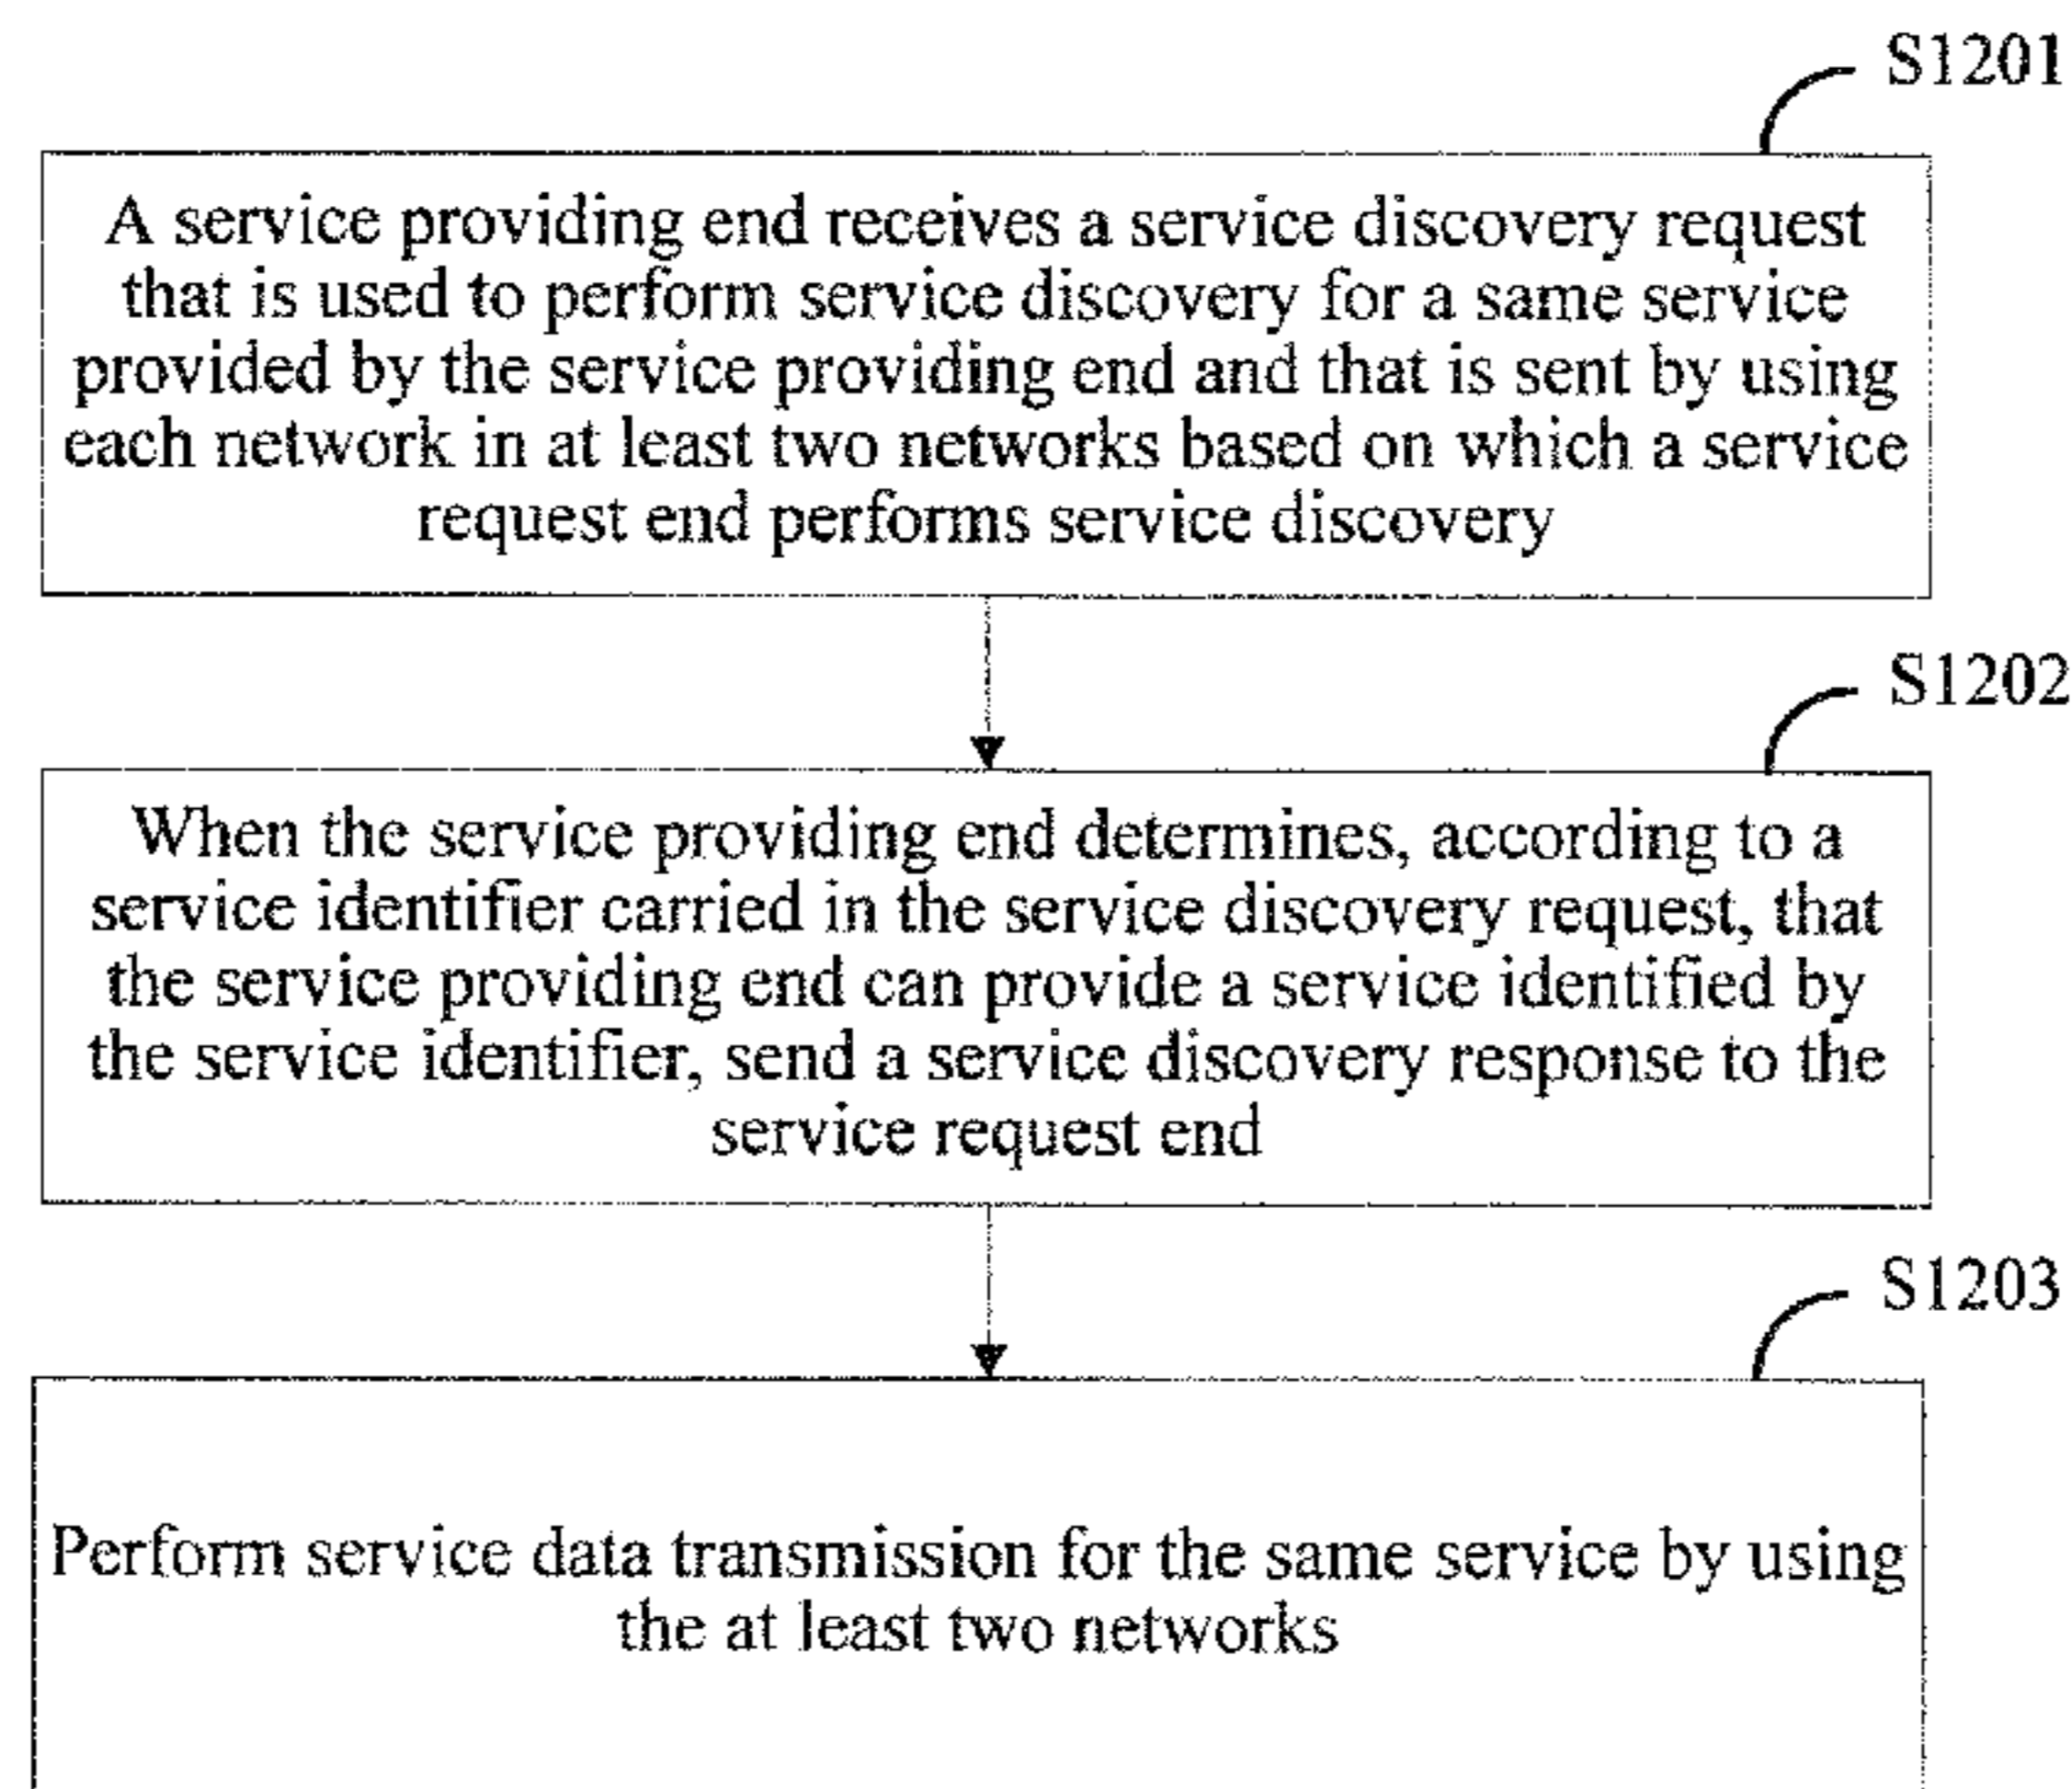 S1201
A service providing end receives a service discovery request
that is used to perform service discovery for a same service
provided by the service providing end and that is sent by using
each network in at least two networks based on which a service
request end performs service discovery
S1202
When the service providing end determines, according to a
service identifier carried in the service discovery request, that
the service providing end can provide a service identified by
the service identifier, send a service discovery response to the
service request end
S1203
Perform service data transmission for the same service by using
the at least two networks